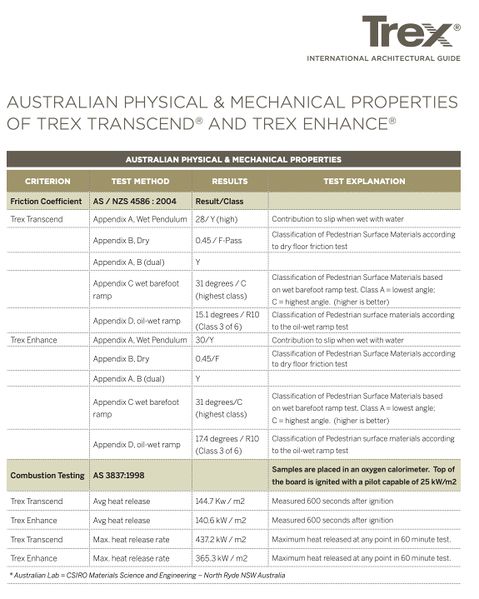 Trex®
INTERNATIONAL ARCHITECTURAL GUIDE
AUSTRALIAN PHYSICAL & MECHANICAL PROPERTIES
OF TREX TRANSCEND® AND TREX ENHANCE®
AUSTRALIAN PHYSICAL & MECHANICAL PROPERTIES
CRITERION TEST METHOD RESULTS TEST EXPLANATION
Friction Coefficient AS / NZS 4586 : 2004 Result/Class
Trex Transcend Appendix A, Wet Pendulum 28/Y (high) Contribution to slip when wet with water
Appendix B, Dry 0.45 / F-Pass Classification of Pedestrian Surface Materials according
to dry floor friction test
Appendix A, B (dual) Y
Appendix C wet barefoot 31 degrees / C Classification of Pedestrian Surface Materials based
ramp (highest class) on wet barefoot ramp test. Class A = lowest angle;
C = highest angle. (higher is better)
Appendix D, oil-wet ramp 15.1 degrees / R10 Classification of Pedestrian surface materials according
(Class 3 of 6) to the oil-wet ramp test
Trex Enhance Appendix A, Wet Pendulum 30/Y Contribution to slip when wet with water
Appendix B, Dry 0.45/F Classification of Pedestrian Surface Materials according
to dry floor friction test
Appendix A, B (dual) Y
Appendix C wet barefoot 31 degrees/C Classification of Pedestrian Surface Materials based
ramp (highest class) on wet barefoot ramp test. Class A = lowest angle;
C = highest angle. (higher is better)
Appendix D, oil-wet ramp 17.4 degrees / R10 Classification of Pedestrian surface materials according
(Class 3 of 6) to the oil-wet test
Combustion Testing AS 3837:1998 Samples are placed in an oxygen calorimeter. Top of
the board is ignited with a pilot capable of 25 kW/m2
Trex Transcend Avg heat release 144.7 Kw / m2 Measured 600 seconds after ignition
Trex Enhance Avg heat release 140.6 kW / m2 Measured 600 seconds after ignition
Trex Transcend Max. heat release rate 437.2 kW / m2 Maximum heat released at any point in 60 minute test.
Trex Enhance Max. heat release rate 365.3 kW / m2 Maximum heat released at any point in 60 minute test.
* Australian Lab = CSIRO Materials Science and Engineering – North Ryde NSW Australia